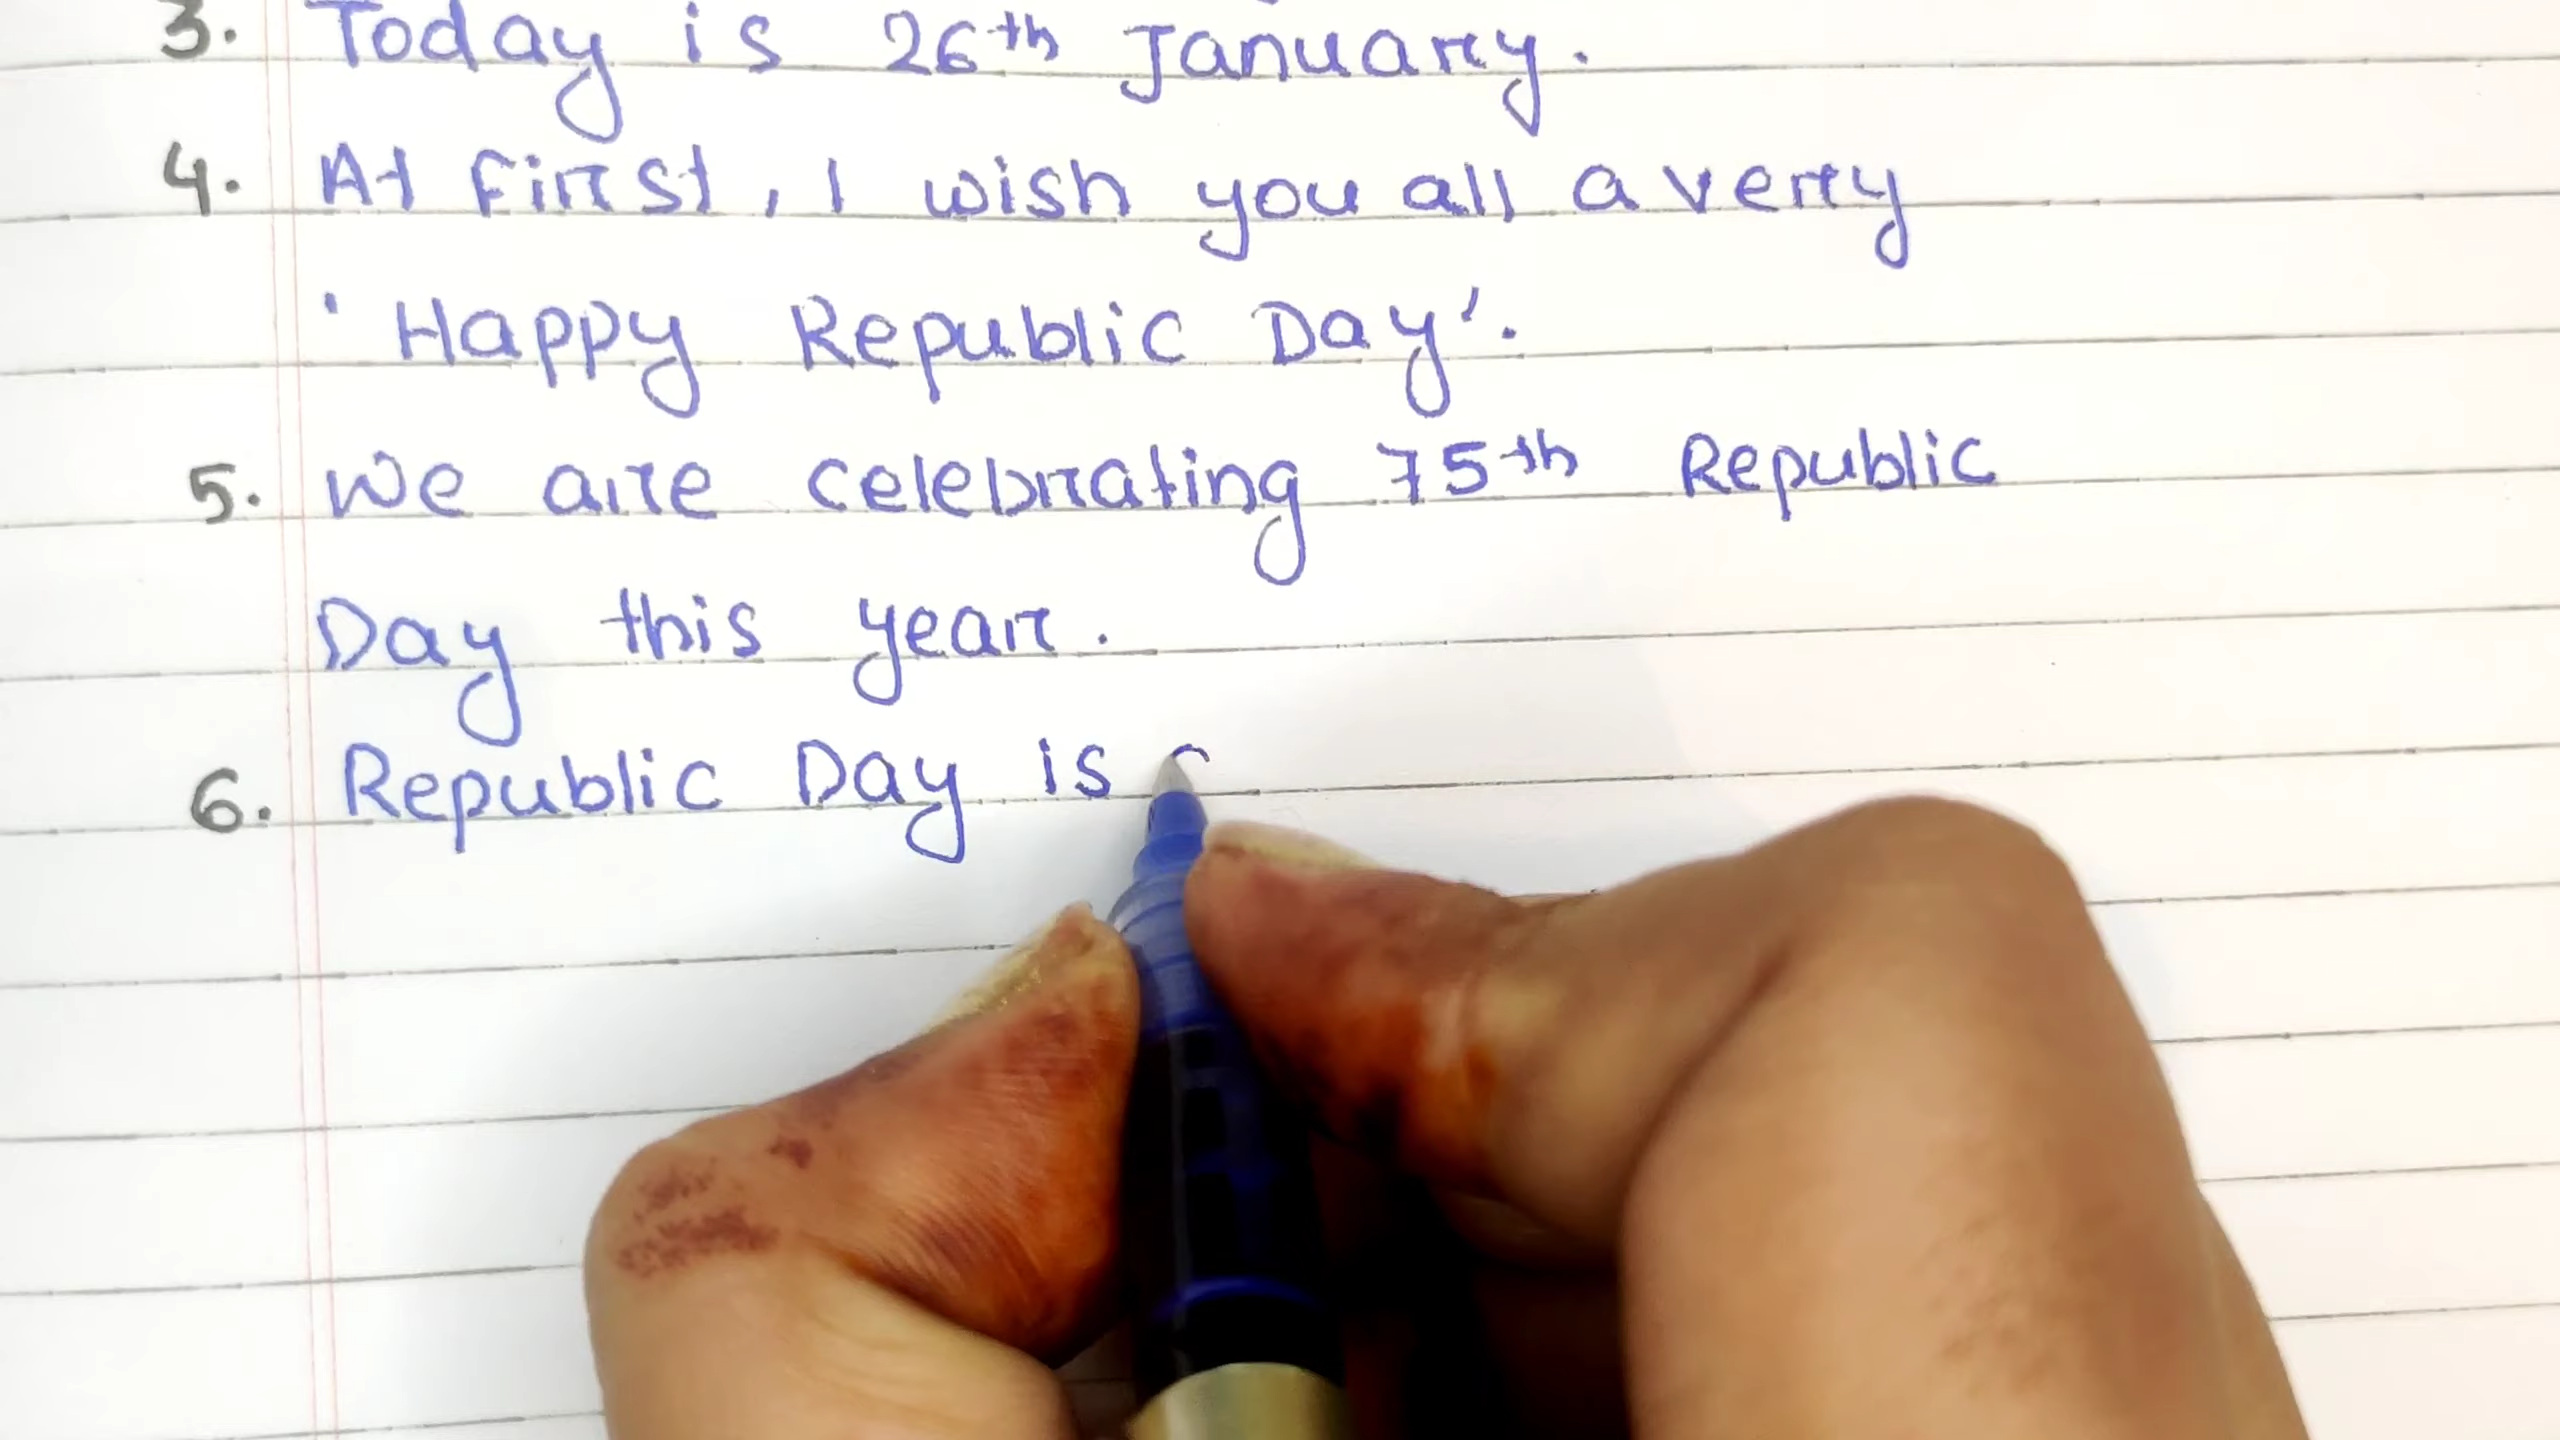 3. Today is 26th January.
4. At first, I wish you all a very
'Happy Republic Day'.
5. We are celebrating 75th Republic
Day this year.
6. Republic Day is